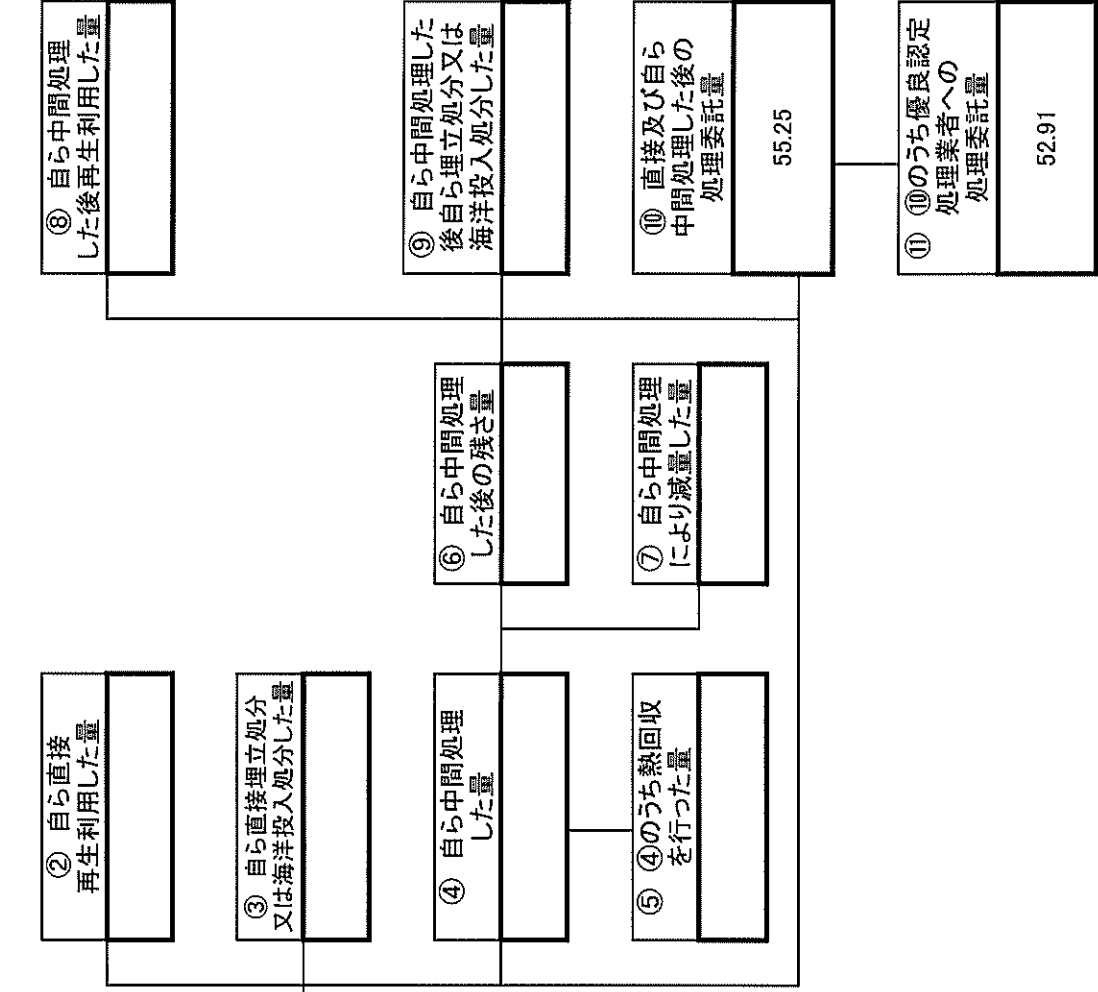 ② 自ら直接
再生利用した量
③ 自ら直接埋立処分
又は海洋投入処分した量
④ 自ら中間処理
した量
⑤ ④のうち熱回収
を行った量
⑥ 自ら中間処理
した後の残さ量
⑦ 自ら中間処理
により減量した量
⑧ 自ら中間処理
した後再生利用した量
⑨ 自ら中間処理した
後自ら埋立処分又は
海洋投入処分した量
⑩ 直接及び自ら
中間処理した後の
処理委託量
55.25
⑪ ⑩のうち優良認定
処理業者への
処理委託量
52.91